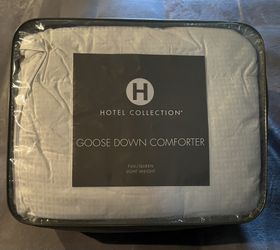 H
HOTEL COLLECTION®
GOOSE DOWN COMFORTER
FULL/QUEEN
LIGHT WEIGHT